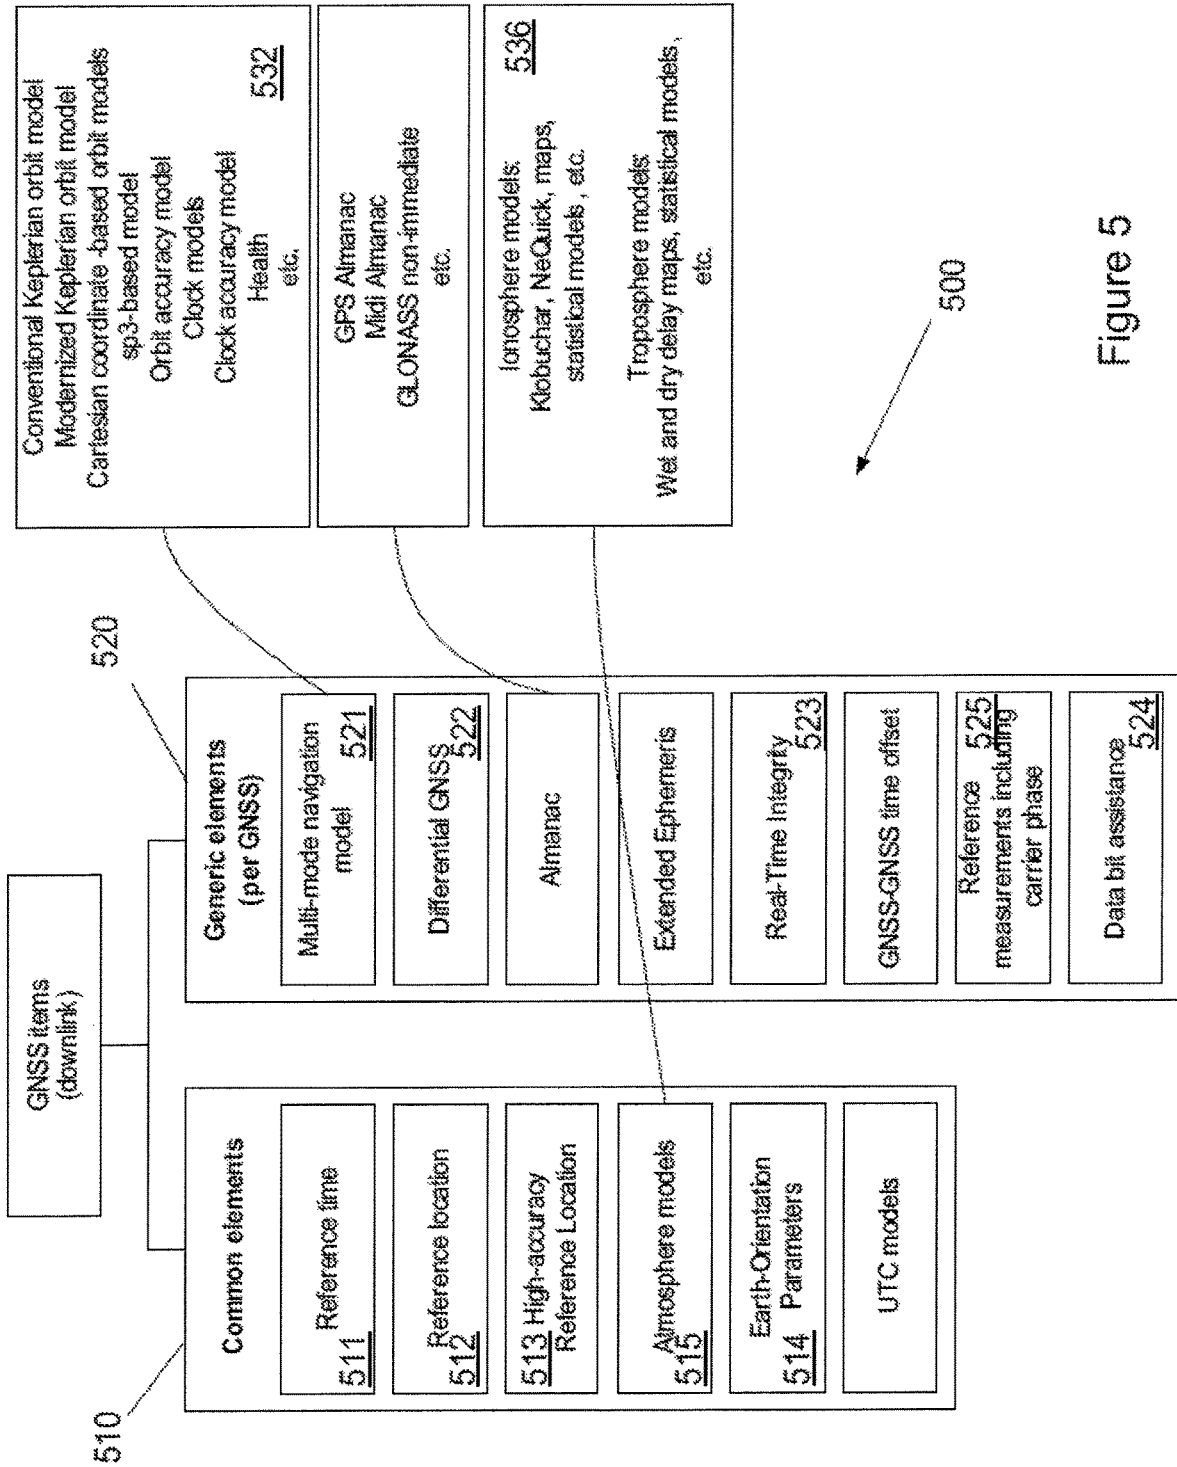 GNSS items
(downlink)
510
Common elements
Reference time
511
Reference location
512
513 High-accuracy
Reference Location
Atmosphere models
515
Earth-Orientation
514 Parameters
UTC models
520
Generic elements
(per GNSS)
Multi-mode navigation
model 521
Differential GNSS
522
Almanac
Extended Ephemeris
Real-Time Integrity
523
GNSS-GNSS time offset
Reference 525
measurements including
carrier phase
Data bit assistance
524
Conventional Keplerian orbit model
Modernized Keplerian orbit model
Cartesian coordinate -based orbit models
sp3-based model
Orbit accuracy model
Clock models
Clock accuracy model
Health
532
etc.
GPS Almanac
Midi Almanac
GLONASS non-immediate
etc.
Ionosphere models:
536
Klobuchar, NeQuick, maps,
statistical models , etc.
Troposphere models:
Wet and dry delay maps, statistical models ,
etc.
500
Figure 5